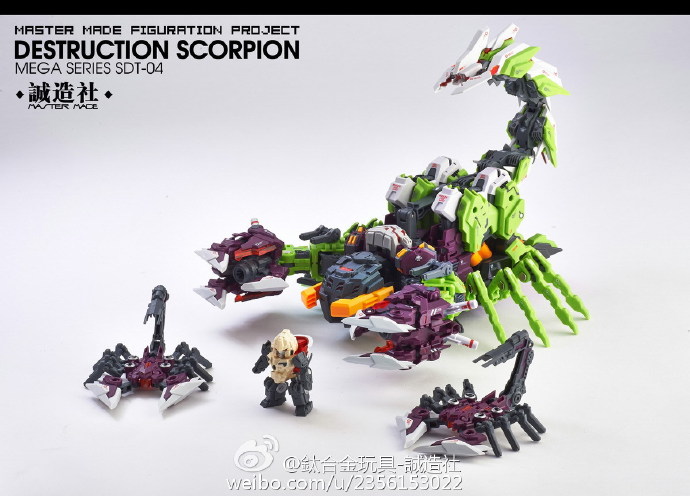 MASTER MADE FIGURATION PROJECT
DESTRUCTION SCORPION
MEGA SERIES SDT-04
誠造社
MASTER MADE
@鈦合金玩具-誠造社
weibo.com/u/2356153022